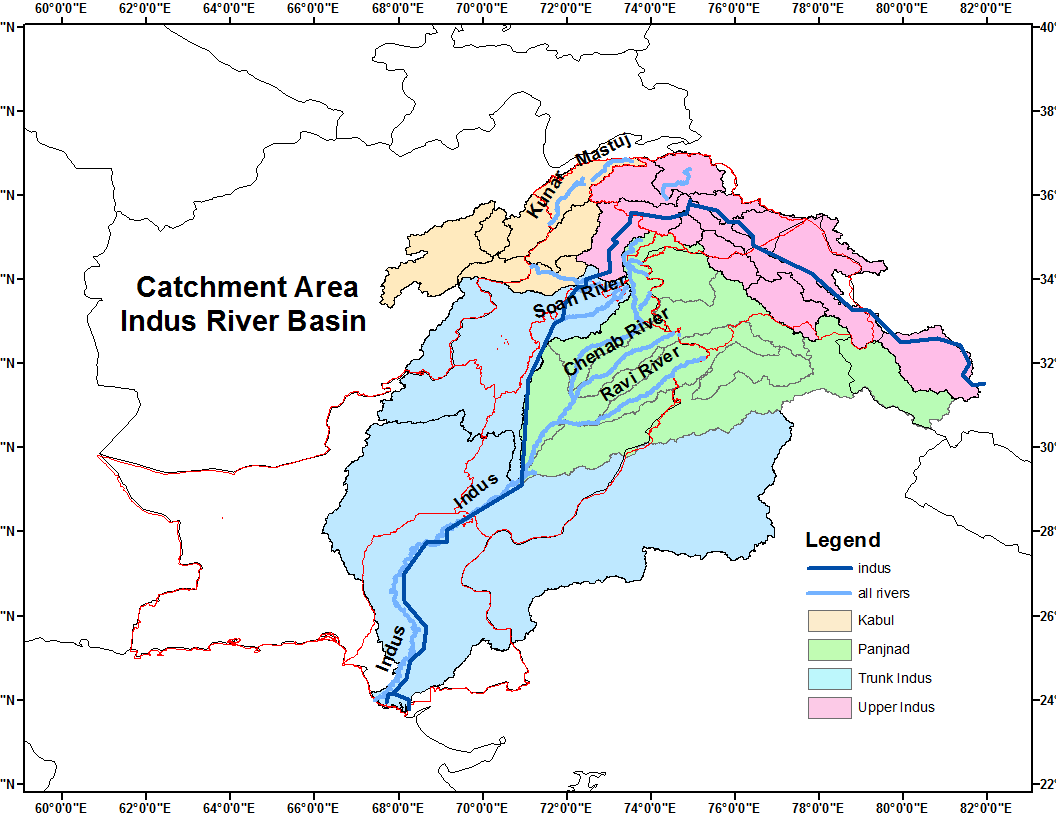 60°0'0"E 62°0'0"E 64°0'0"E 66°0'0"E 68°0'0"E 70°0'0"E 72°0'0"E 74°0'0"E 76°0'0"E 78°0'0"E 80°0'0"E 82°0'0"E
"N 40°
"N 38°
"N 36°
"N 34°
"N 32°
"N 30°
"N 28°
"N 26°
"N 24°
"N 22°
Mastuj
Kunar
Catchment Area
Indus River Basin
Soan River
Chenab River
Ravi River
Indus
Indus
Legend
indus
all rivers
Kabul
Panjnad
Trunk Indus
Upper Indus
60°0'0"E 62°0'0"E 64°0'0"E 66°0'0"E 68°0'0"E 70°0'0"E 72°0'0"E 74°0'0"E 76°0'0"E 78°0'0"E 80°0'0"E 82°0'0"E